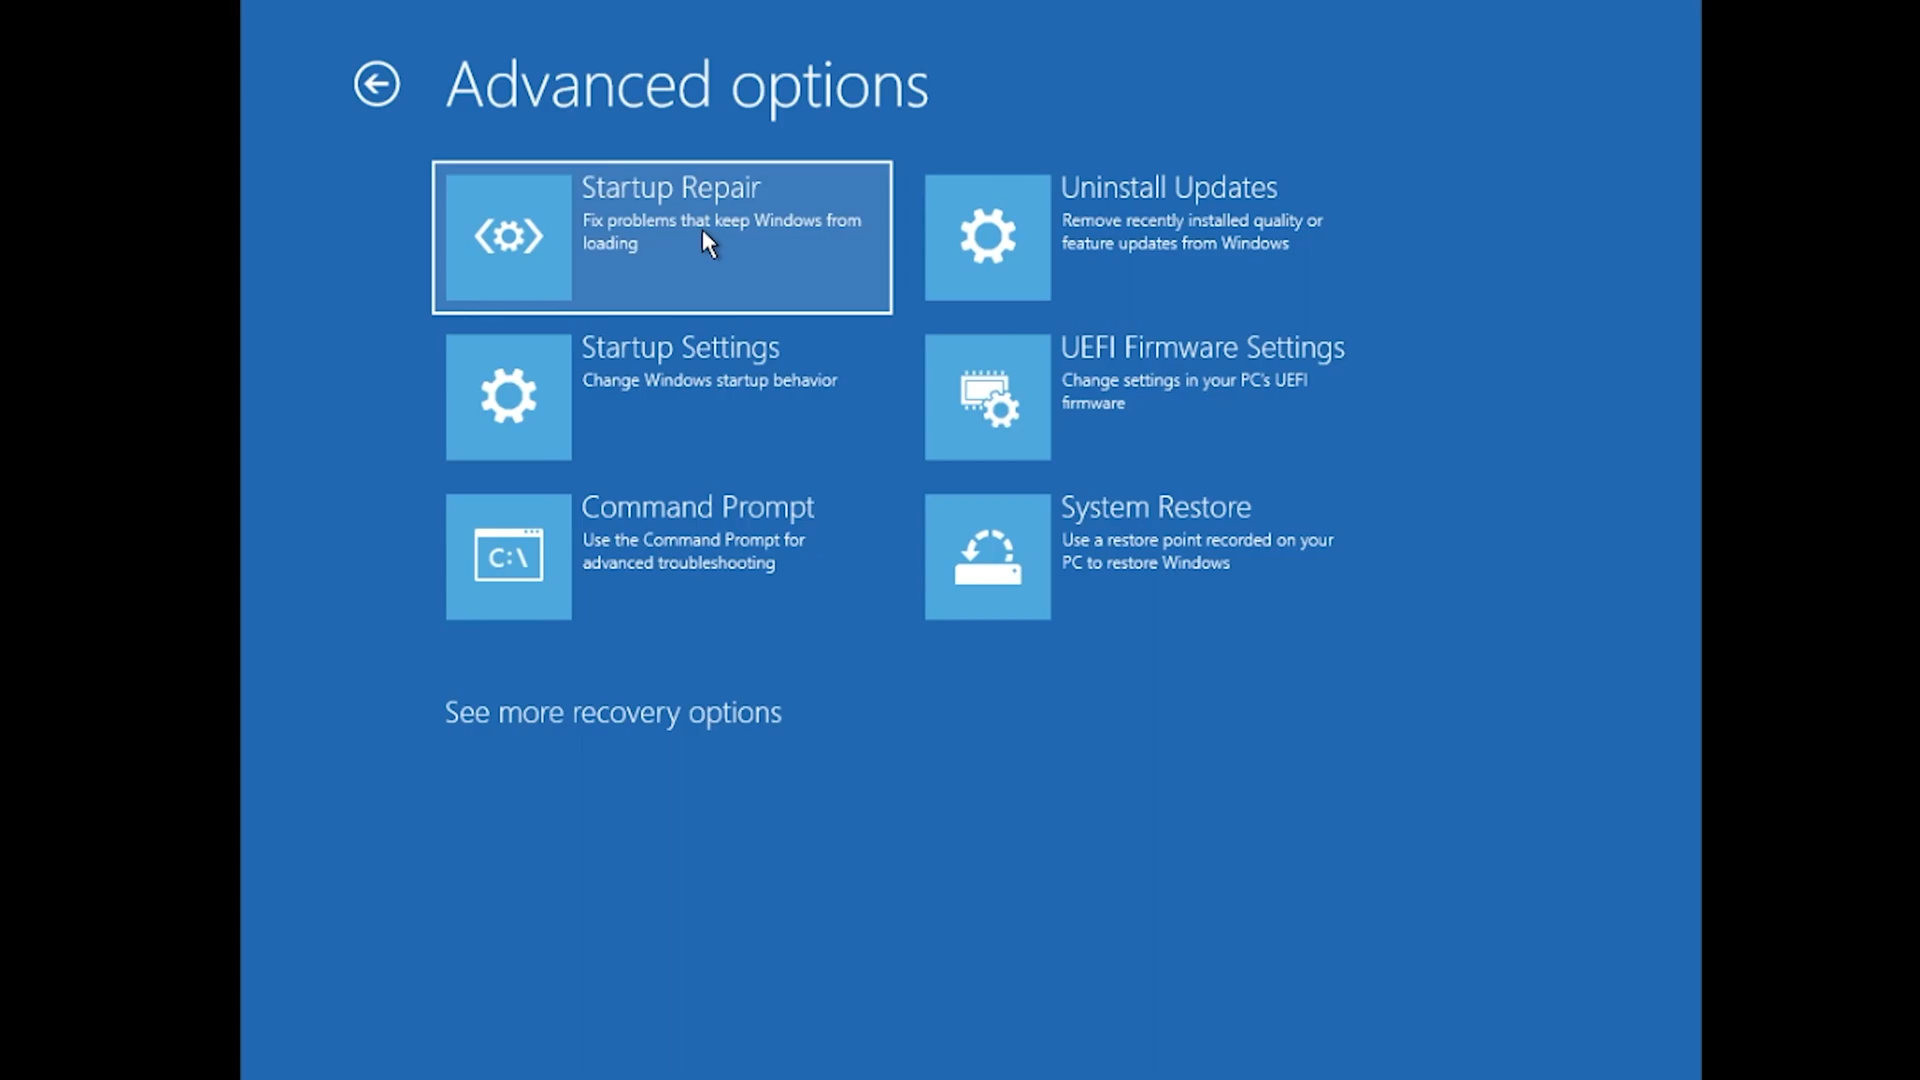 Advanced options
Startup Repair
Fix problems that keep Windows from
loading
Uninstall Updates
Remove recently installed quality or
feature updates from Windows
Startup Settings
Change Windows startup behavior
UEFI Firmware Settings
Change settings in your PC's UEFI
firmware
Command Prompt
Use the Command Prompt for
advanced troubleshooting
C:\
System Restore
Use a restore point recorded on your
PC to restore Windows
See more recovery options